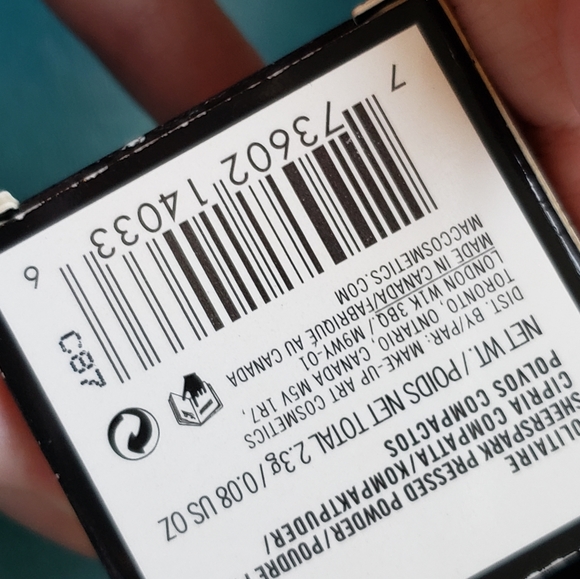 OLITAIRE
SHEERSPARK PRESSED POWDER/POUDRE
CIPRIA COMPATTA/KOMPAKTPUDER/
POLVOS COMPACTOS
NET WT./POIDS NET TOTAL 2.3g/0.08 US OZ
DIST. BY/PAR: MAKE-UP ART COSMETICS
TORONTO, ONTARIO, CANADA M5V 1R7,
LONDON W1K 3BQ./ M9WY-01
MADE IN CANADA/FABRIQUÉ AU CANADA
MACCOSMETICS.COM
C87
7 73602 14033 6